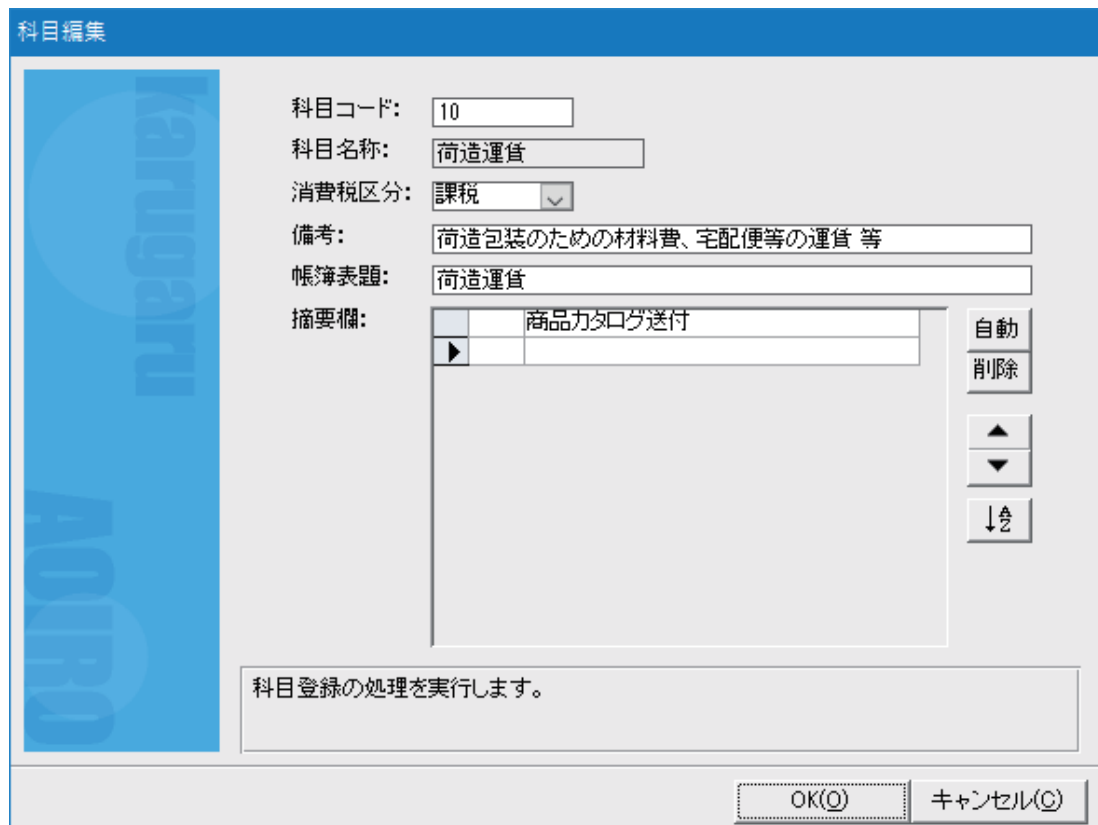 科目編集
karugaru
AOIRO
科目コード: 10
科目名称: 荷造運賃
消費税区分: 課税
備考: 荷造包装のための材料費、宅配便等の運賃 等
帳簿表題: 荷造運賃
摘要欄: 商品カタログ送付
自動
削除
A
Z
科目登録の処理を実行します。
OK(O) キャンセル(C)